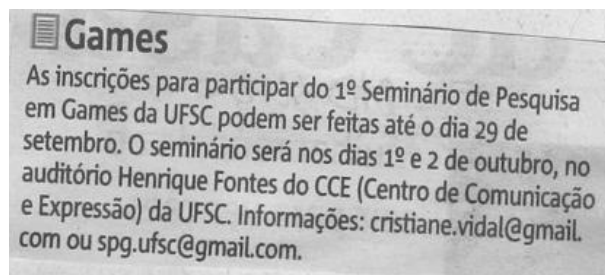 Games
As inscrições para participar do 1º Seminário de Pesquisa
em Games da UFSC podem ser feitas até o dia 29 de
setembro. O seminário será nos dias 1º e 2 de outubro, no
auditório Henrique Fontes do CCE (Centro de Comunicação
e Expressão) da UFSC. Informações: cristiane.vidal@gmail.
com ou spg.ufsc@gmail.com.